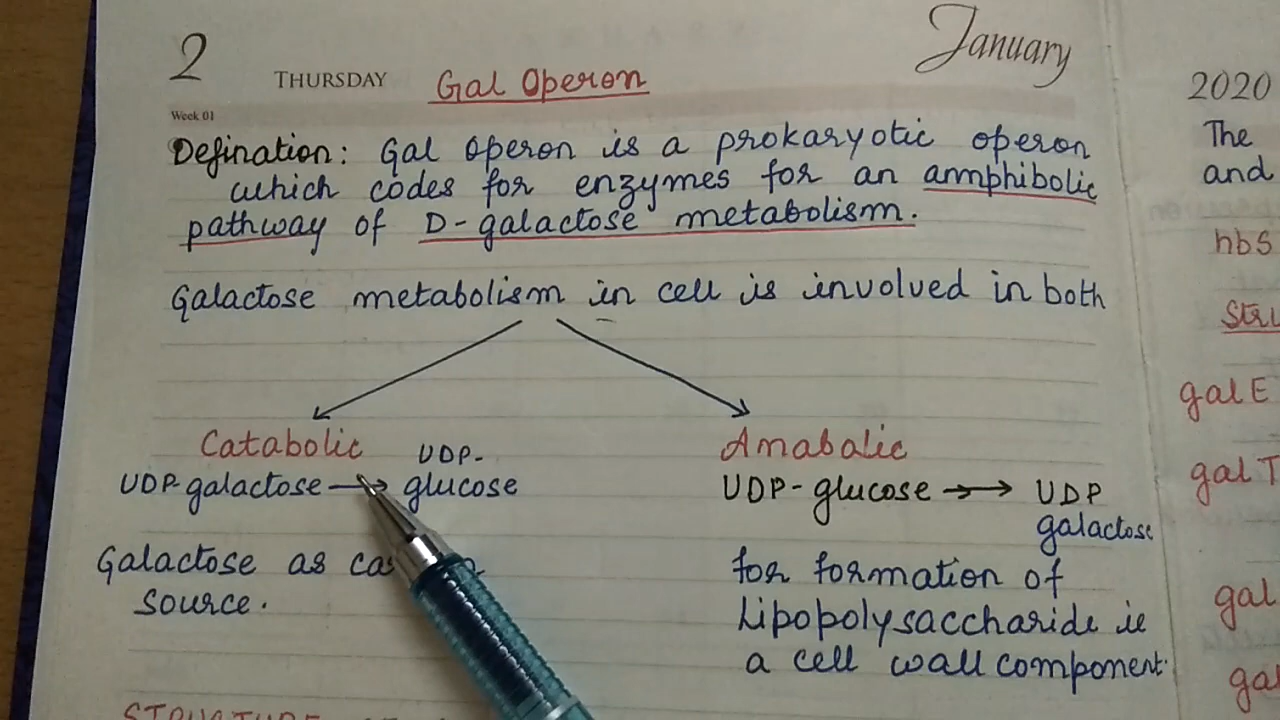 2
THURSDAY
Gal Operon
January
Week 01
Defination: Gal operon is a prokaryotic operon
which codes for enzymes for an amphibolic
pathway of D-galactose metabolism.
Galactose metabolism in cell is involved in both
Catabolic
UDP-galactose → UDP-
glucose
Galactose as
source.
Anabalic
UDP-glucose →→ UDP
galactose
for formation of
Lipopolysaccharide ie
a cell wall component.
2020
The
and
hbs
galE
galT
gal
gal